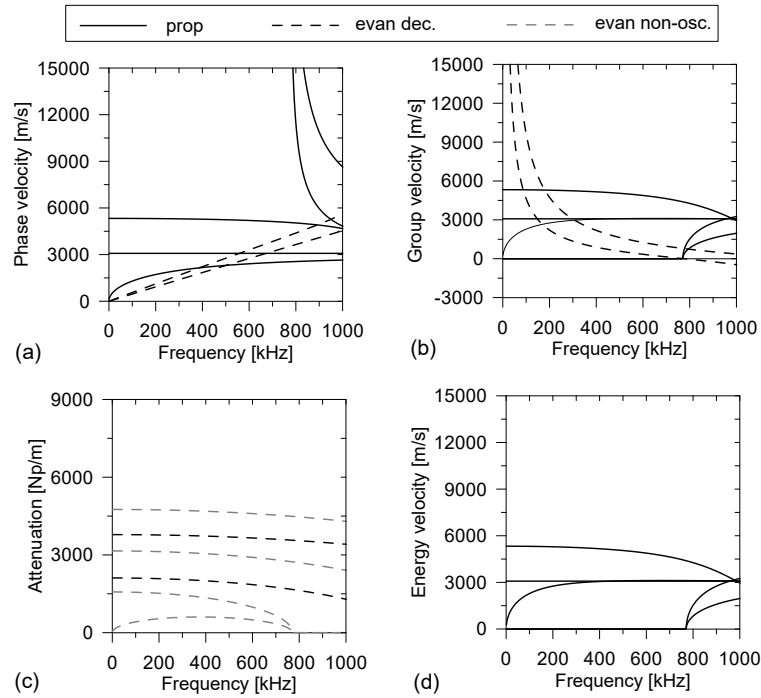 prop evan dec. evan non-osc.
15000
12000
9000
6000
3000
0
Phase velocity [m/s]
0 200 400 600 800 1000
Frequency [kHz]
(a)
15000
12000
9000
6000
3000
0
-3000
Group velocity [m/s]
0 200 400 600 800 1000
Frequency [kHz]
(b)
9000
6000
3000
0
Attenuation [Np/m]
0 200 400 600 800 1000
Frequency [kHz]
(c)
15000
12000
9000
6000
3000
0
Energy velocity [m/s]
0 200 400 600 800 1000
Frequency [kHz]
(d)